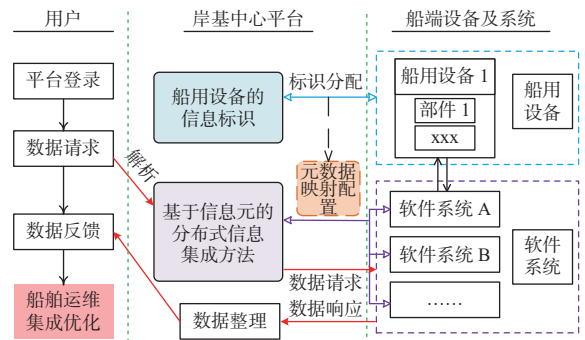 用户
岸基中心平台
船端设备及系统
平台登录
数据请求
数据反馈
船舶运维
集成优化
解析
船用设备的
信息标识
标识分配
元数据
映射配
置
基于信息元的
分布式信息
集成方法
数据请求
数据响应
数据整理
船用设备 1
部件 1
xxx
船用
设备
软件系统 A
软件系统 B
……
软件
系统